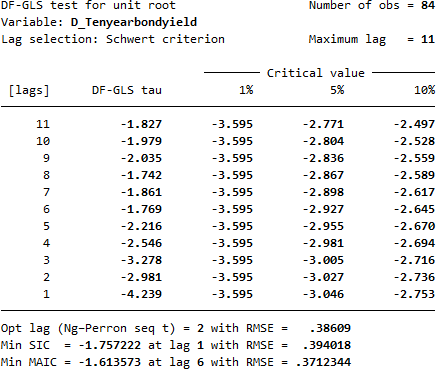 DF-GLS test for unit root Number of obs = 84
Variable: D_Tenyearbondyield
Lag selection: Schwert criterion Maximum lag = 11
Critical value
[lags] DF-GLS tau 1% 5% 10%
11 -1.827 -3.595 -2.771 -2.497
10 -1.979 -3.595 -2.804 -2.528
9 -2.035 -3.595 -2.836 -2.559
8 -1.742 -3.595 -2.867 -2.589
7 -1.861 -3.595 -2.898 -2.617
6 -1.769 -3.595 -2.927 -2.645
5 -2.216 -3.595 -2.955 -2.670
4 -2.546 -3.595 -2.981 -2.694
3 -3.278 -3.595 -3.005 -2.716
2 -2.981 -3.595 -3.027 -2.736
1 -4.239 -3.595 -3.046 -2.753
Opt lag (Ng–Perron seq t) = 2 with RMSE = .38609
Min SIC = -1.757222 at lag 1 with RMSE = .394018
Min MAIC = -1.613573 at lag 6 with RMSE = .3712344